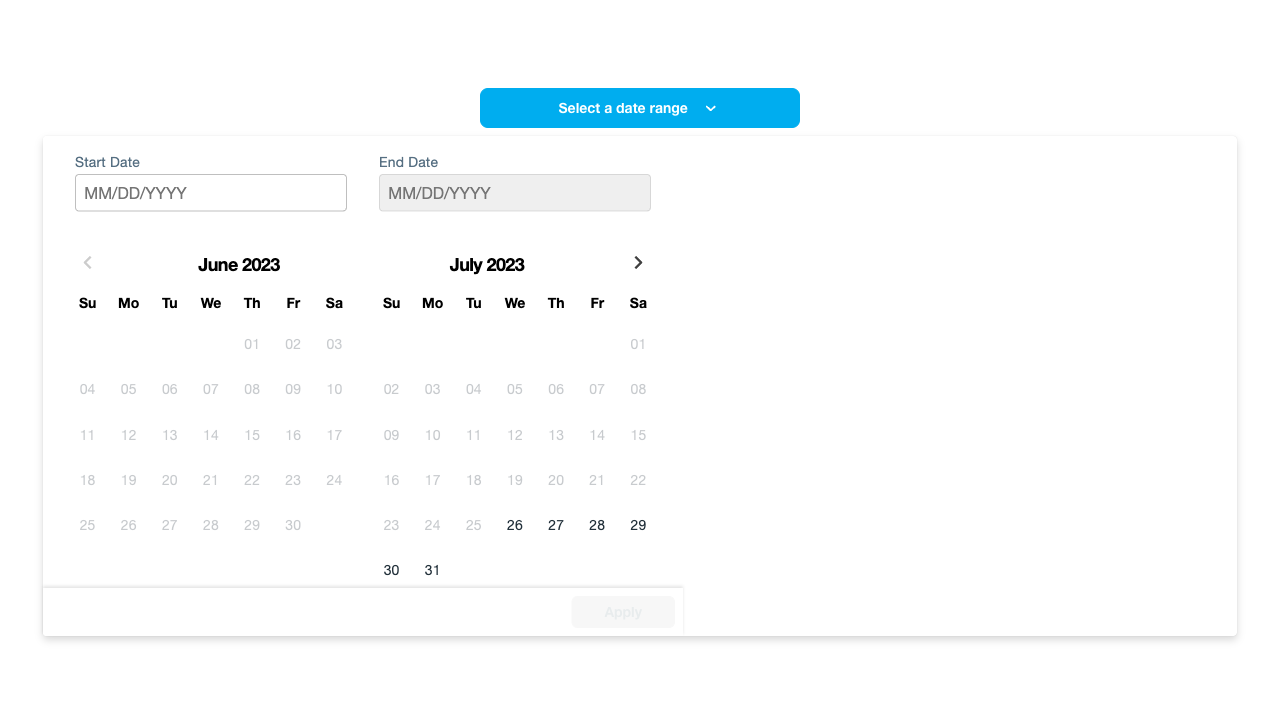 Select a date range
Start Date End Date
MM/DD/YYYY MM/DD/YYYY
June 2023 July 2023
Su Mo Tu We Th Fr Sa Su Mo Tu We Th Fr Sa
01 02 03 01
04 05 06 07 08 09 10 02 03 04 05 06 07 08
11 12 13 14 15 16 17 09 10 11 12 13 14 15
18 19 20 21 22 23 24 16 17 18 19 20 21 22
25 26 27 28 29 30 23 24 25 26 27 28 29
30 31
Apply